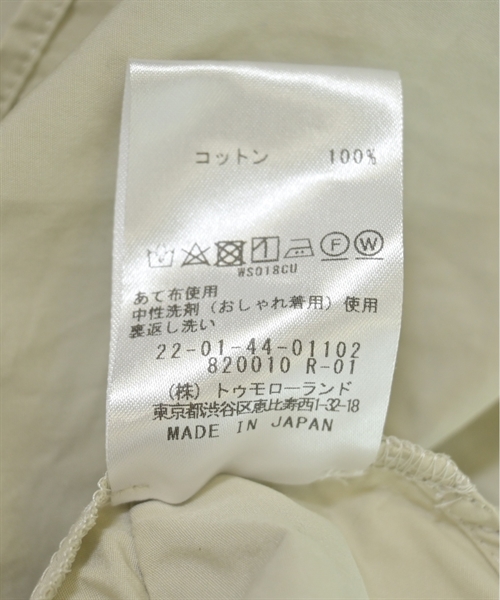 コットン 100%
F W
WS018CU
あて布使用
中性洗剤（おしゃれ着用）使用
裏返し洗い
22-01-44-01102
820010 R-01
（株）トゥモローランド
東京都渋谷区恵比寿西1-32-18
MADE IN JAPAN